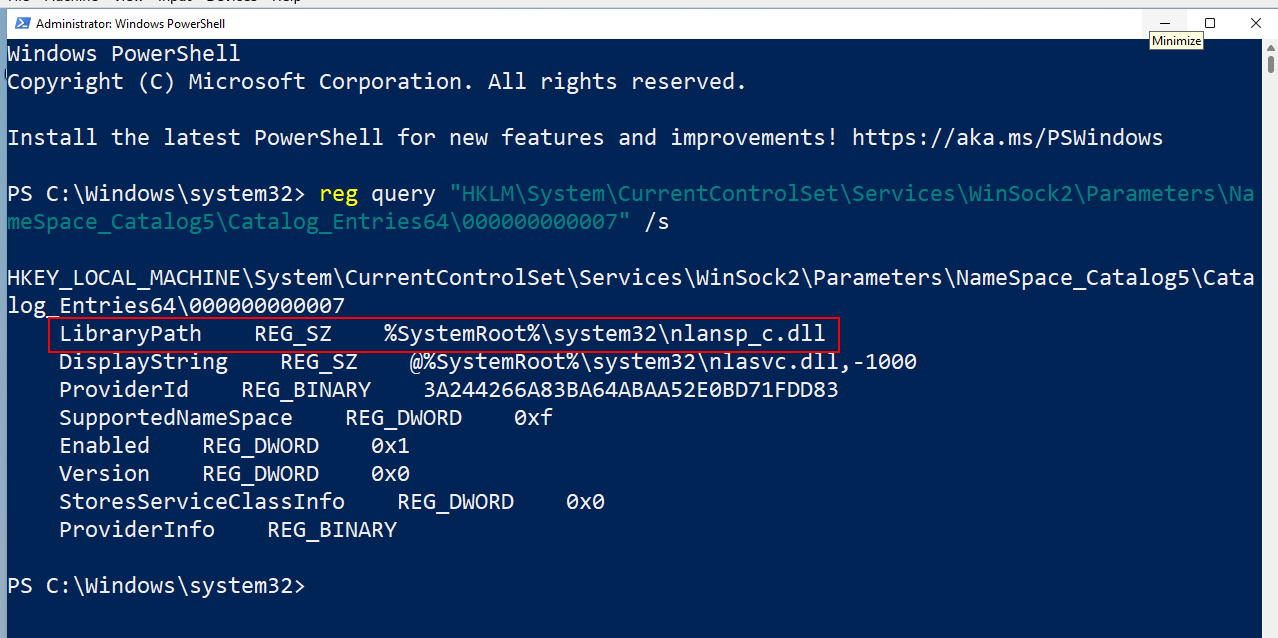 Administrator: Windows PowerShell
Minimize
Windows PowerShell
Copyright (C) Microsoft Corporation. All rights reserved.
Install the latest PowerShell for new features and improvements! https://aka.ms/PSWindows
PS C:\Windows\system32> reg query "HKLM\System\CurrentControlSet\Services\WinSock2\Parameters\Na
meSpace_Catalog5\Catalog_Entries64\000000000007" /s
HKEY_LOCAL_MACHINE\System\CurrentControlSet\Services\WinSock2\Parameters\NameSpace_Catalog5\Cata
log_Entries64\000000000007
LibraryPath    REG_SZ    %SystemRoot%\system32\nlansp_c.dll
DisplayString    REG_SZ    @%SystemRoot%\system32\nlasvc.dll,-1000
ProviderId    REG_BINARY    3A244266A83BA64ABAA52E0BD71FDD83
SupportedNameSpace    REG_DWORD    0xf
Enabled    REG_DWORD    0x1
Version    REG_DWORD    0x0
StoresServiceClassInfo    REG_DWORD    0x0
ProviderInfo    REG_BINARY
PS C:\Windows\system32>